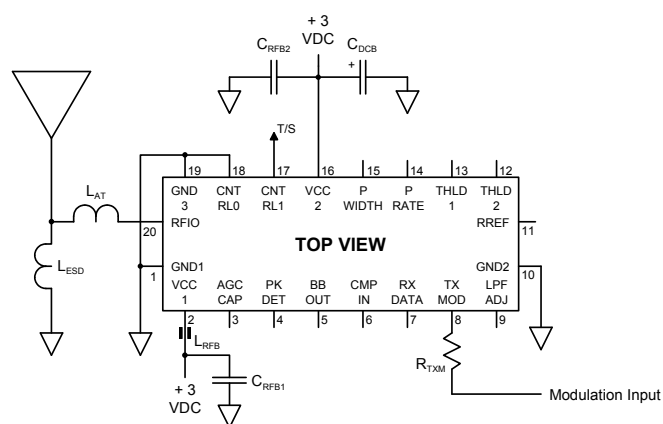 + 3
VDC
CRFB2
CDCB
+
T/S
19
18
17
16
15
14
13
12
GND
3
CNT
RL0
CNT
RL1
VCC
2
P
WIDTH
P
RATE
THLD
1
THLD
2
LAT
20
RFIO
RREF
11
TOP VIEW
LESD
1
GND1
GND2
10
VCC
1
AGC
CAP
PK
DET
BB
OUT
CMP
IN
RX
DATA
TX
MOD
LPF
ADJ
2
3
4
5
6
7
8
9
LRFB
RTXM
+ 3
VDC
CRFB1
Modulation Input